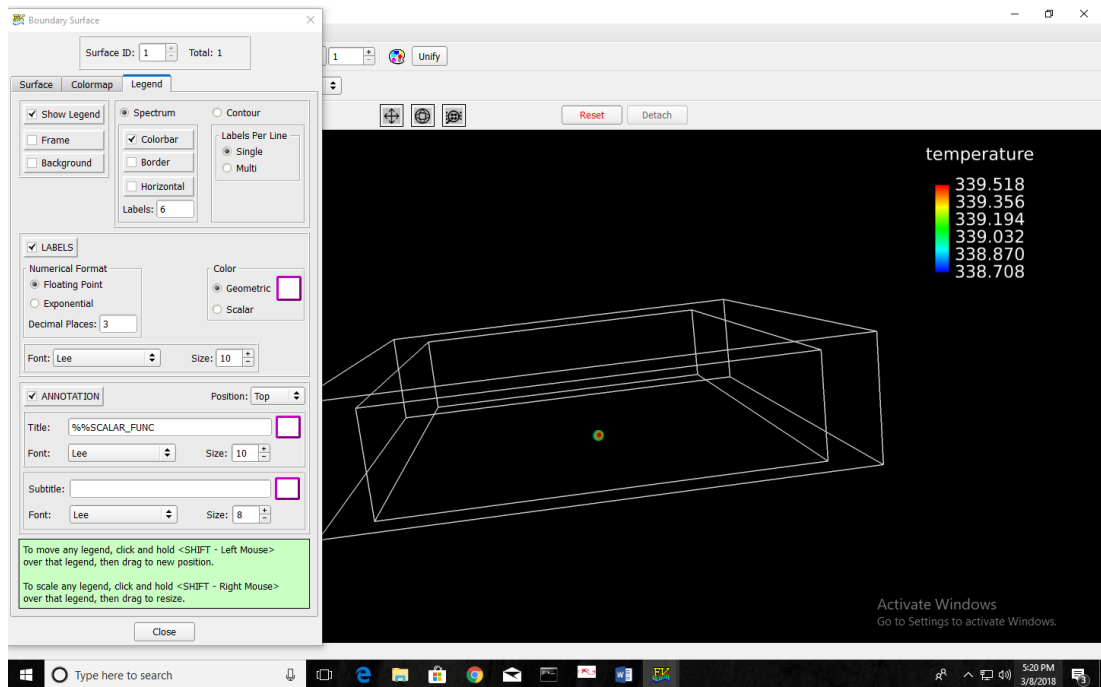 Boundary Surface
Surface ID: 1 Total: 1
1 Unify
Surface Colormap Legend
Show Legend
Frame
Background
Spectrum
Colorbar
Border
Horizontal
Labels: 6
Contour
Labels Per Line
Single
Multi
Reset Detach
LABELS
Numerical Format
Floating Point
Exponential
Decimal Places: 3
Color
Geometric
Scalar
Font: Lee Size: 10
ANNOTATION Position: Top
Title: %%SCALAR_FUNC
Font: Lee Size: 10
Subtitle:
Font: Lee Size: 8
To move any legend, click and hold <SHIFT - Left Mouse>
over that legend, then drag to new position.
To scale any legend, click and hold <SHIFT - Right Mouse>
over that legend, then drag to resize.
Close
temperature
339.518
339.356
339.194
339.032
338.870
338.708
Activate Windows
Go to Settings to activate Windows.
Type here to search
5:20 PM
3/8/2018
3